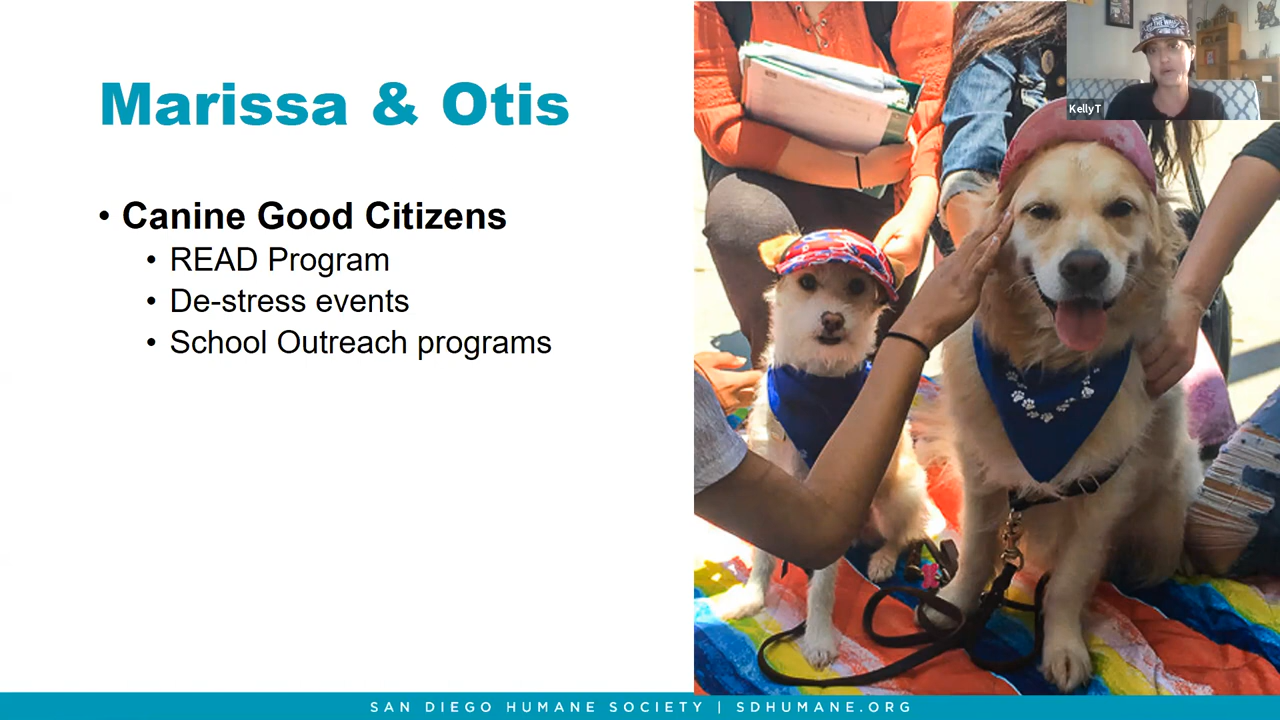 Marissa & Otis
• Canine Good Citizens
• READ Program
• De-stress events
• School Outreach programs
KellyT
SAN DIEGO HUMANE SOCIETY | SDHUMANE.ORG